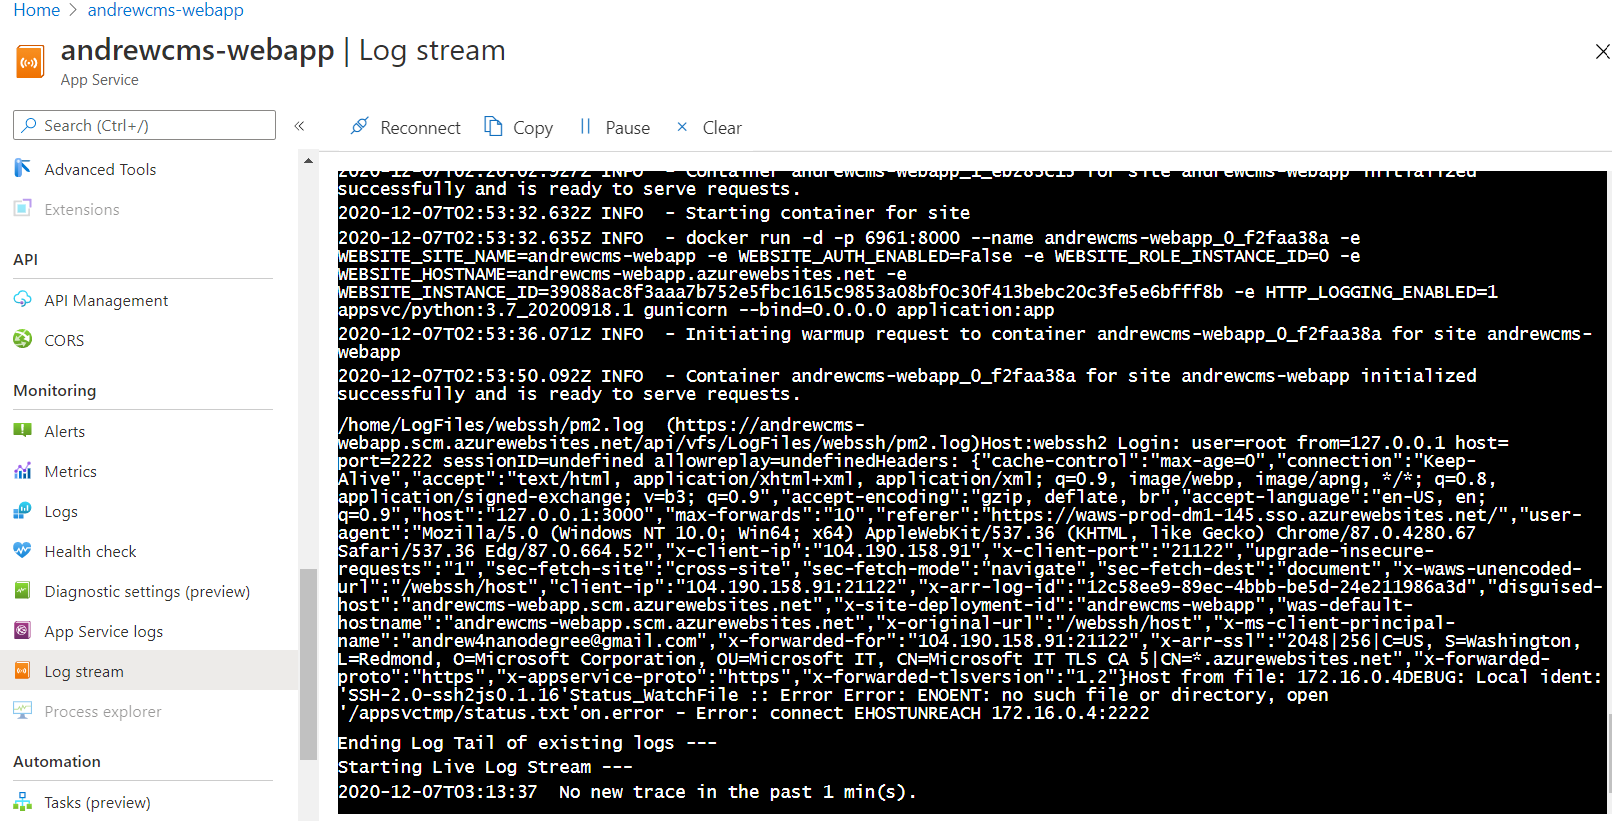 Home > andrewcms-webapp
andrewcms-webapp | Log stream
App Service
Search (Ctrl+/)
«
Reconnect
Copy
Pause
Clear
Advanced Tools
Extensions
API
API Management
CORS
Monitoring
Alerts
Metrics
Logs
Health check
Diagnostic settings (preview)
App Service logs
Log stream
Process explorer
Automation
Tasks (preview)
2020-12-07T02:20:02.927Z INFO  - Container andrewcms-webapp_1_eb285c15 for site andrewcms-webapp initialized
successfully and is ready to serve requests.
2020-12-07T02:53:32.632Z INFO  - Starting container for site
2020-12-07T02:53:32.635Z INFO  - docker run -d -p 6961:8000 --name andrewcms-webapp_0_f2faa38a -e
WEBSITE_SITE_NAME=andrewcms-webapp -e WEBSITE_AUTH_ENABLED=False -e WEBSITE_ROLE_INSTANCE_ID=0 -e
WEBSITE_HOSTNAME=andrewcms-webapp.azurewebsites.net -e
WEBSITE_INSTANCE_ID=39088ac8f3aaa7b752e5fbc1615c9853a08bf0c30f413bebc20c3fe5e6bfff8b -e HTTP_LOGGING_ENABLED=1
appsvc/python:3.7_20200918.1 gunicorn --bind=0.0.0.0 application:app
2020-12-07T02:53:36.071Z INFO  - Initiating warmup request to container andrewcms-webapp_0_f2faa38a for site andrewcms-
webapp
2020-12-07T02:53:50.092Z INFO  - Container andrewcms-webapp_0_f2faa38a for site andrewcms-webapp initialized
successfully and is ready to serve requests.
/home/LogFiles/webssh/pm2.log  (https://andrewcms-
webapp.scm.azurewebsites.net/api/vfs/LogFiles/webssh/pm2.log)Host:webssh2 Login: user=root from=127.0.0.1 host=
port=2222 sessionID=undefined allowreplay=undefinedHeaders: {"cache-control":"max-age=0","connection":"Keep-
Alive","accept":"text/html, application/xhtml+xml, application/xml; q=0.9, image/webp, image/apng, */*; q=0.8,
application/signed-exchange; v=b3; q=0.9","accept-encoding":"gzip, deflate, br","accept-language":"en-US, en;
q=0.9","host":"127.0.0.1:3000","max-forwards":"10","referer":"https://waws-prod-dm1-145.sso.azurewebsites.net/","user-
agent":"Mozilla/5.0 (Windows NT 10.0; Win64; x64) AppleWebKit/537.36 (KHTML, like Gecko) Chrome/87.0.4280.67
Safari/537.36 Edg/87.0.664.52","x-client-ip":"104.190.158.91","x-client-port":"21122","upgrade-insecure-
requests":"1","sec-fetch-site":"cross-site","sec-fetch-mode":"navigate","sec-fetch-dest":"document","x-waws-unencoded-
url":"/webssh/host","client-ip":"104.190.158.91:21122","x-arr-log-id":"12c58ee9-89ec-4bbb-be5d-24e211986a3d","disguised-
host":"andrewcms-webapp.scm.azurewebsites.net","x-site-deployment-id":"andrewcms-webapp","was-default-
hostname":"andrewcms-webapp.scm.azurewebsites.net","x-original-url":"/webssh/host","x-ms-client-principal-
name":"andrew4nanodegree@gmail.com","x-forwarded-for":"104.190.158.91:21122","x-arr-ssl":"2048|256|C=US, S=Washington,
L=Redmond, O=Microsoft Corporation, OU=Microsoft IT, CN=Microsoft IT TLS CA 5|CN=*.azurewebsites.net","x-forwarded-
proto":"https","x-appservice-proto":"https","x-forwarded-tlsversion":"1.2"}Host from file: 172.16.0.4DEBUG: Local ident:
'SSH-2.0-ssh2js0.1.16'Status_WatchFile :: Error Error: ENOENT: no such file or directory, open
'/appsvctmp/status.txt'on.error - Error: connect EHOSTUNREACH 172.16.0.4:2222
Ending Log Tail of existing logs ---
Starting Live Log Stream ---
2020-12-07T03:13:37  No new trace in the past 1 min(s).